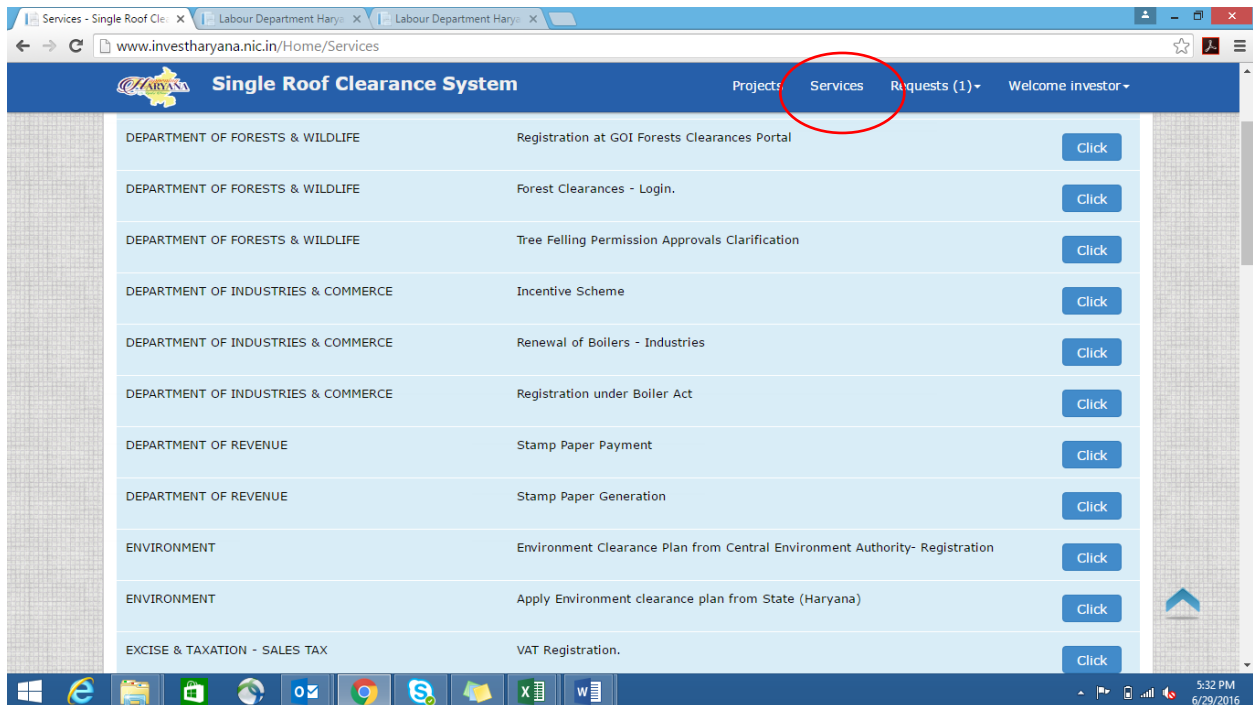 Services - Single Roof Cle
Labour Department Harya
Labour Department Harya
www.investharyana.nic.in/Home/Services
HARYANA
Single Roof Clearance System
Projects
Services
Requests (1)
Welcome investor
DEPARTMENT OF FORESTS & WILDLIFE Registration at GOI Forests Clearances Portal Click
DEPARTMENT OF FORESTS & WILDLIFE Forest Clearances - Login. Click
DEPARTMENT OF FORESTS & WILDLIFE Tree Felling Permission Approvals Clarification Click
DEPARTMENT OF INDUSTRIES & COMMERCE Incentive Scheme Click
DEPARTMENT OF INDUSTRIES & COMMERCE Renewal of Boilers - Industries Click
DEPARTMENT OF INDUSTRIES & COMMERCE Registration under Boiler Act Click
DEPARTMENT OF REVENUE Stamp Paper Payment Click
DEPARTMENT OF REVENUE Stamp Paper Generation Click
ENVIRONMENT Environment Clearance Plan from Central Environment Authority- Registration Click
ENVIRONMENT Apply Environment clearance plan from State (Haryana) Click
EXCISE & TAXATION - SALES TAX VAT Registration. Click
5:32 PM
6/29/2016